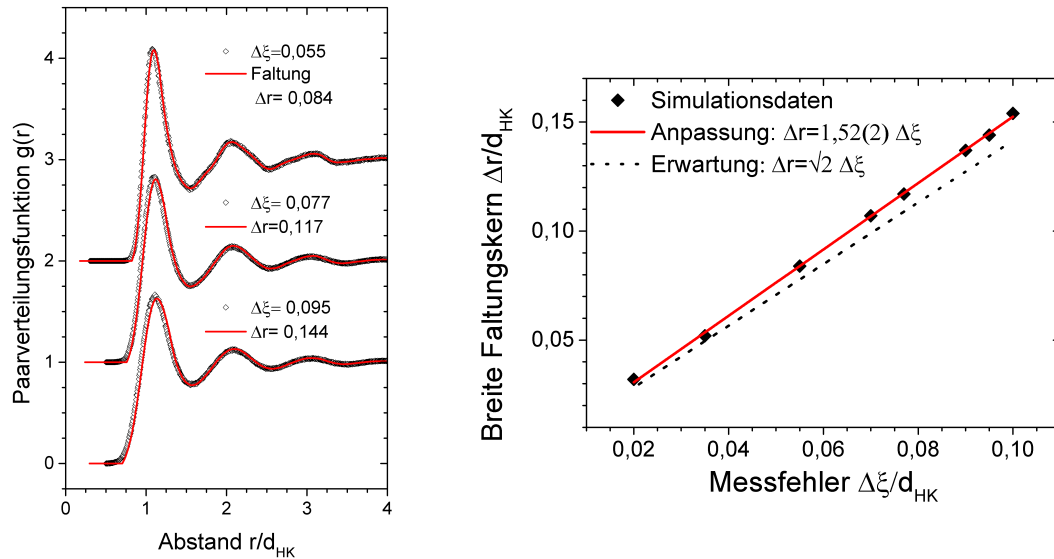 Paarverteilungsfunktion g(r)
4
3
2
1
0
Δξ=0,055
Faltung
Δr= 0,084
Δξ= 0,077
Δr=0,117
Δξ= 0,095
Δr= 0,144
0
1
2
3
4
Abstand r/d_HK
Breite Faltungskern Δr/d_HK
0,15
0,10
0,05
Simulationsdaten
Anpassung: Δr=1,52(2) Δξ
Erwartung: Δr=√2 Δξ
0,02
0,04
0,06
0,08
0,10
Messfehler Δξ/d_HK